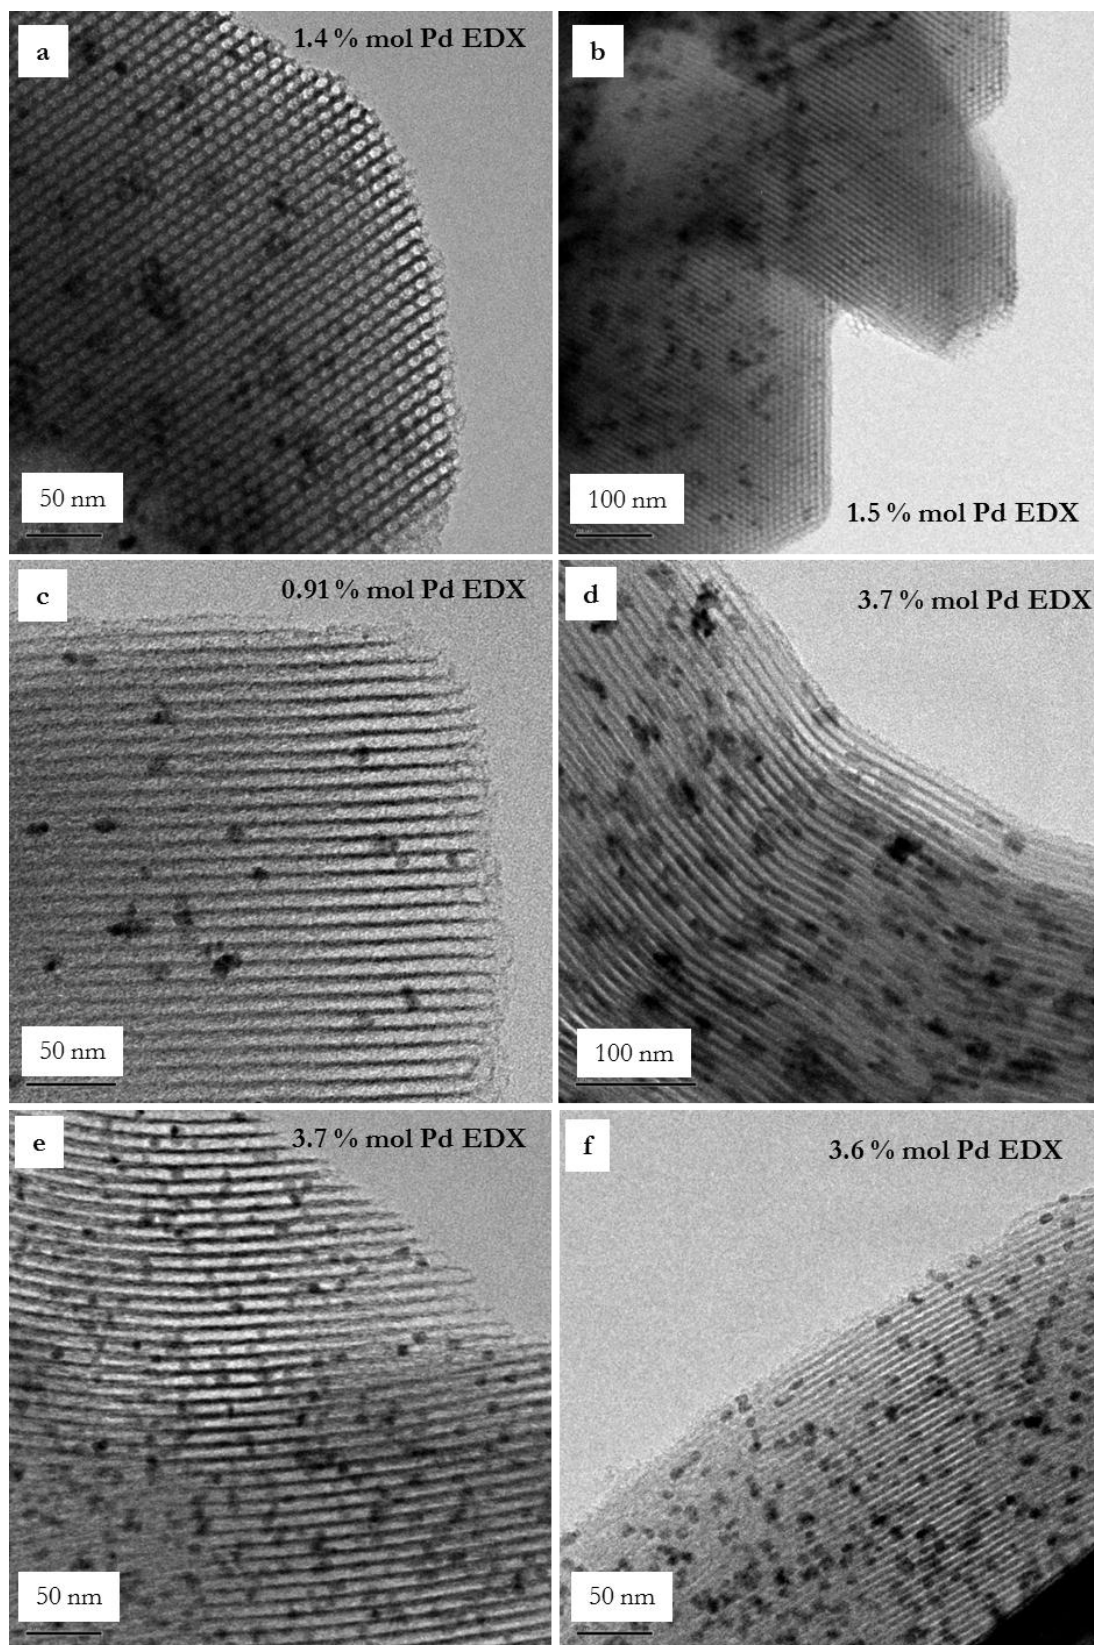 a
1.4 % mol Pd EDX
50 nm
b
100 nm
1.5 % mol Pd EDX
c
0.91 % mol Pd EDX
50 nm
d
3.7 % mol Pd EDX
100 nm
e
3.7 % mol Pd EDX
50 nm
f
3.6 % mol Pd EDX
50 nm